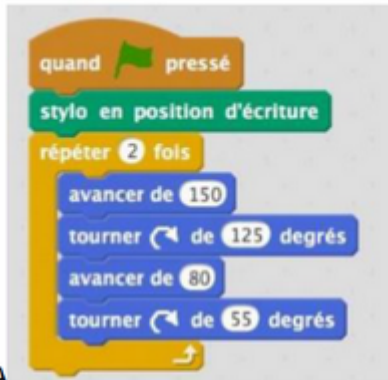 quand pressé
stylo en position d'écriture
répéter 2 fois
avancer de 150
tourner de 125 degrés
avancer de 80
tourner de 55 degrés